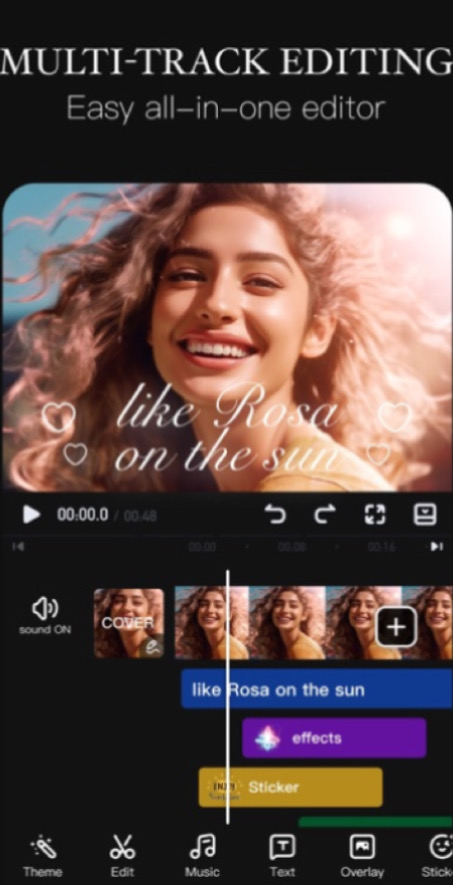 MULTI-TRACK EDITING
Easy all-in-one editor
like Rosa
on the sun
00:00.0 / 00:48
00:00 00:08 00:16
sound ON
COVER
like Rosa on the sun
effects
Sticker
Theme Edit Music Text Overlay Stick